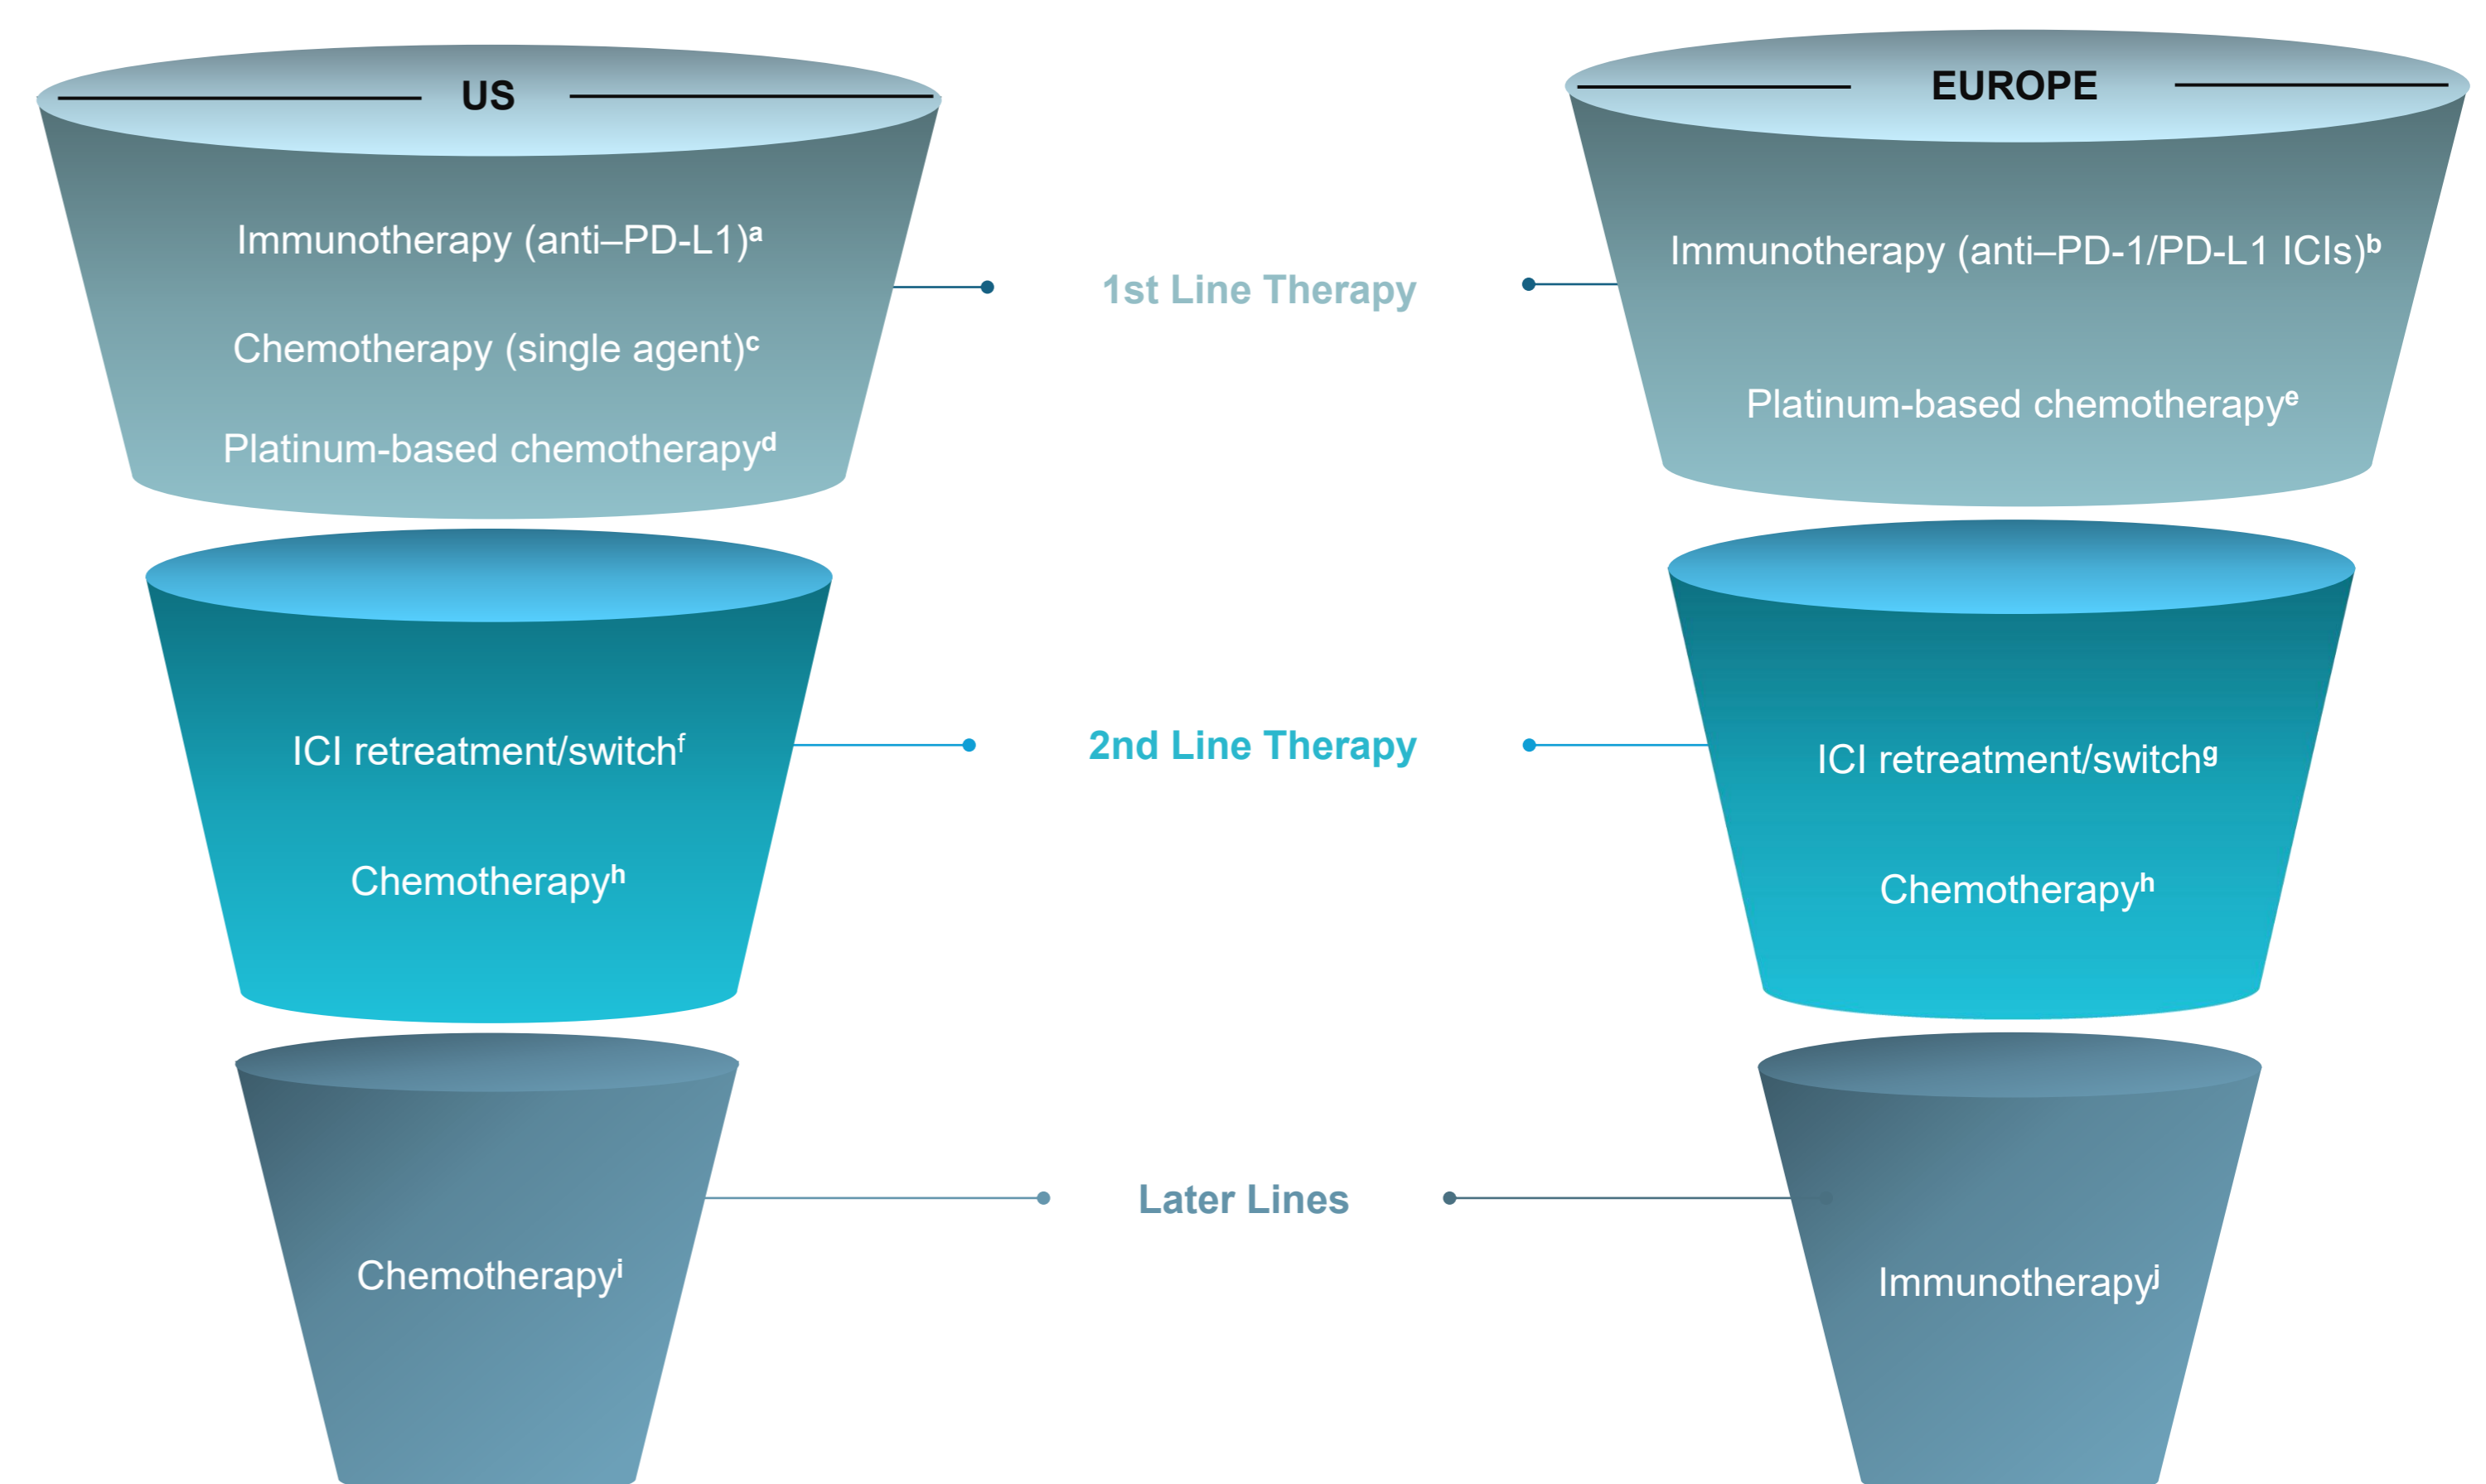 US
EUROPE
Immunotherapy (anti–PD-L1)a
Immunotherapy (anti–PD-1/PD-L1 ICIs)b
1st Line Therapy
Chemotherapy (single agent)c
Platinum-based chemotherapye
Platinum-based chemotherapyd
ICI retreatment/switchf
2nd Line Therapy
ICI retreatment/switchg
Chemotherapyh
Chemotherapyh
Later Lines
Chemotherapyi
Immunotherapyj